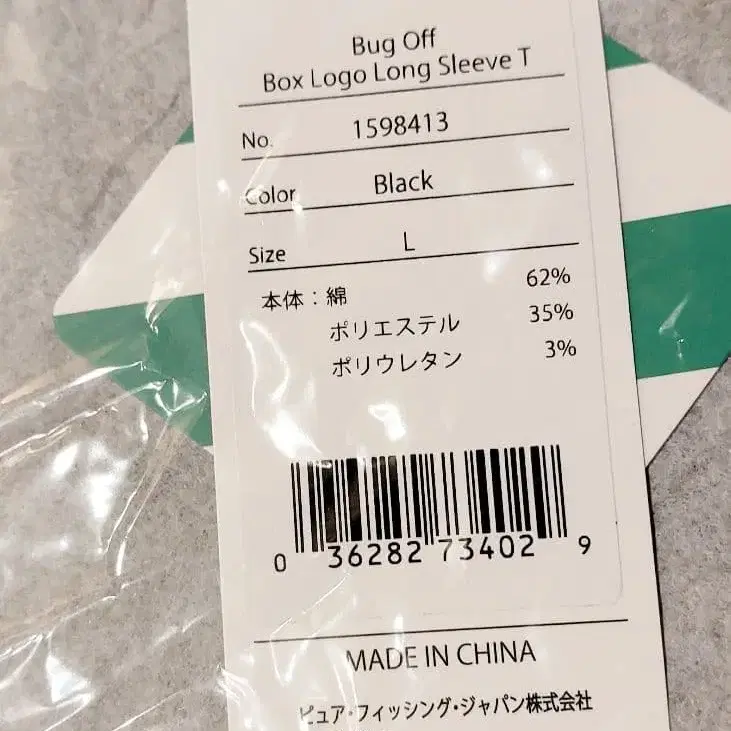 Bug Off
Box Logo Long Sleeve T
No. 1598413
Color Black
Size L
本体：綿 62%
ポリエステル 35%
ポリウレタン 3%
0 36282 73402 9
MADE IN CHINA
ピュア・フィッシング・ジャパン株式会社